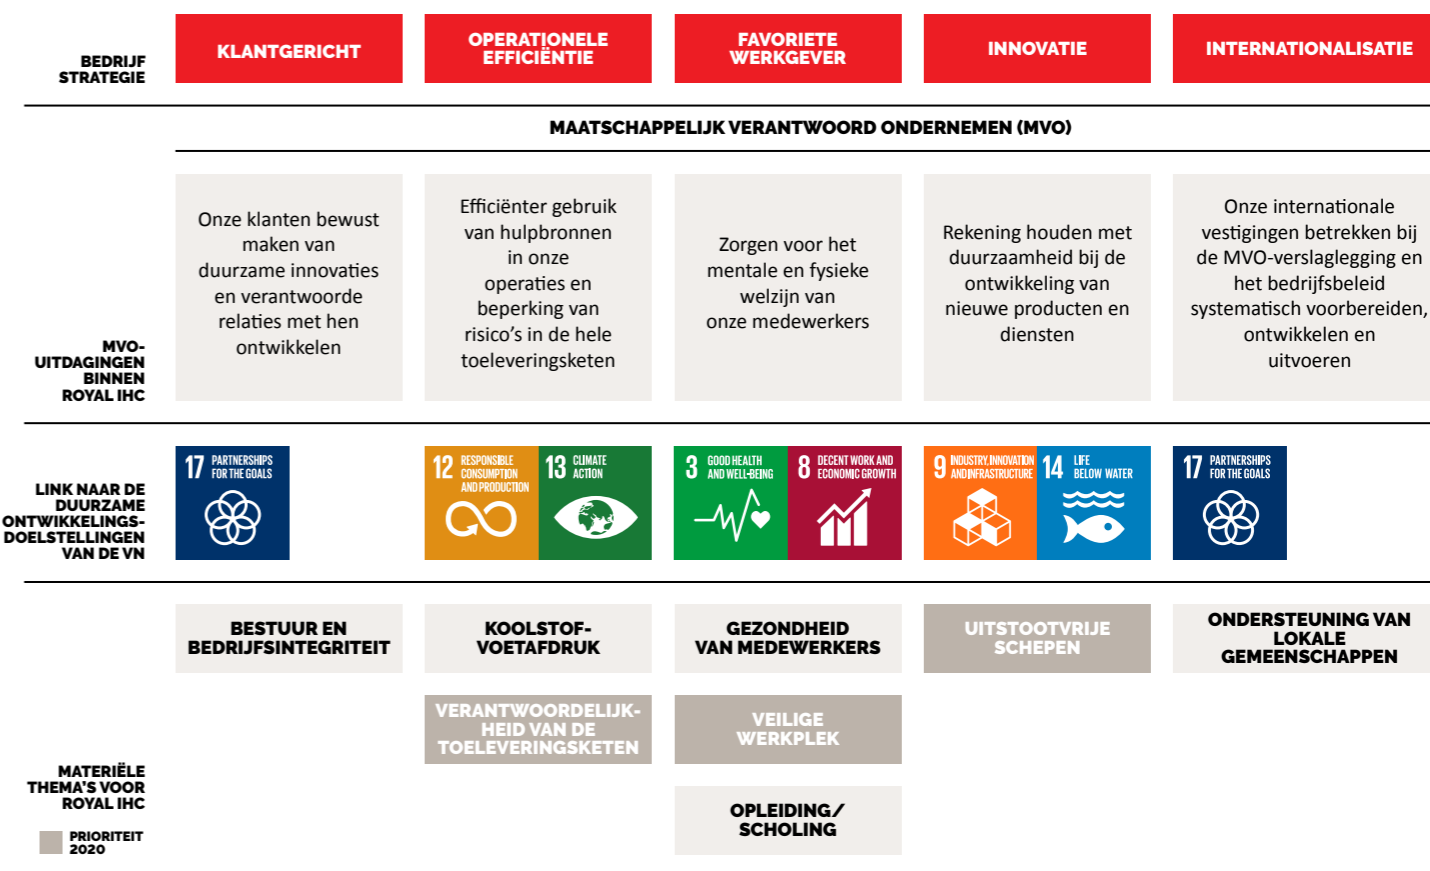 BEDRIJF
STRATEGIE
KLANTGERICHT
OPERATIONELE
EFFICIËNTIE
FAVORIETE
WERKGEVER
INNOVATIE
INTERNATIONALISATIE
MAATSCHAPPELIJK VERANTWOORD ONDERNEMEN (MVO)
MVO-
UITDAGINGEN
BINNEN
ROYAL IHC
Onze klanten bewust
maken van
duurzame innovaties
en verantwoorde
relaties met hen
ontwikkelen
Efficiënter gebruik
van hulpbronnen
in onze
operaties en
beperking van
risico's in de hele
toeleveringsketen
Zorgen voor het
mentale en fysieke
welzijn van
onze medewerkers
Rekening houden met
duurzaamheid bij de
ontwikkeling van
nieuwe producten en
diensten
Onze internationale
vestigingen betrekken bij
de MVO-verslaglegging en
het bedrijfsbeleid
systematisch voorbereiden,
ontwikkelen en
uitvoeren
LINK NAAR DE
DUURZAME
ONTWIKKELINGS-
DOELSTELLINGEN
VAN DE VN
17 PARTNERSHIPS
FOR THE GOALS
12 RESPONSIBLE
CONSUMPTION
AND PRODUCTION
13 CLIMATE
ACTION
3 GOOD HEALTH
AND WELL-BEING
8 DECENT WORK AND
ECONOMIC GROWTH
9 INDUSTRY, INNOVATION
AND INFRASTRUCTURE
14 LIFE
BELOW WATER
17 PARTNERSHIPS
FOR THE GOALS
MATERIËLE
THEMA'S VOOR
ROYAL IHC
PRIORITEIT
2020
BESTUUR EN
BEDRIJFSINTEGRITEIT
KOOLSTOF-
VOETAFDRUK
VERANTWOORDELIJK-
HEID VAN DE
TOELEVERINGSKETEN
GEZONDHEID
VAN MEDEWERKERS
VEILIGE
WERKPLEK
OPLEIDING/
SCHOLING
UITSTOOTVRIJE
SCHEPEN
ONDERSTEUNING VAN
LOKALE
GEMEENSCHAPPEN